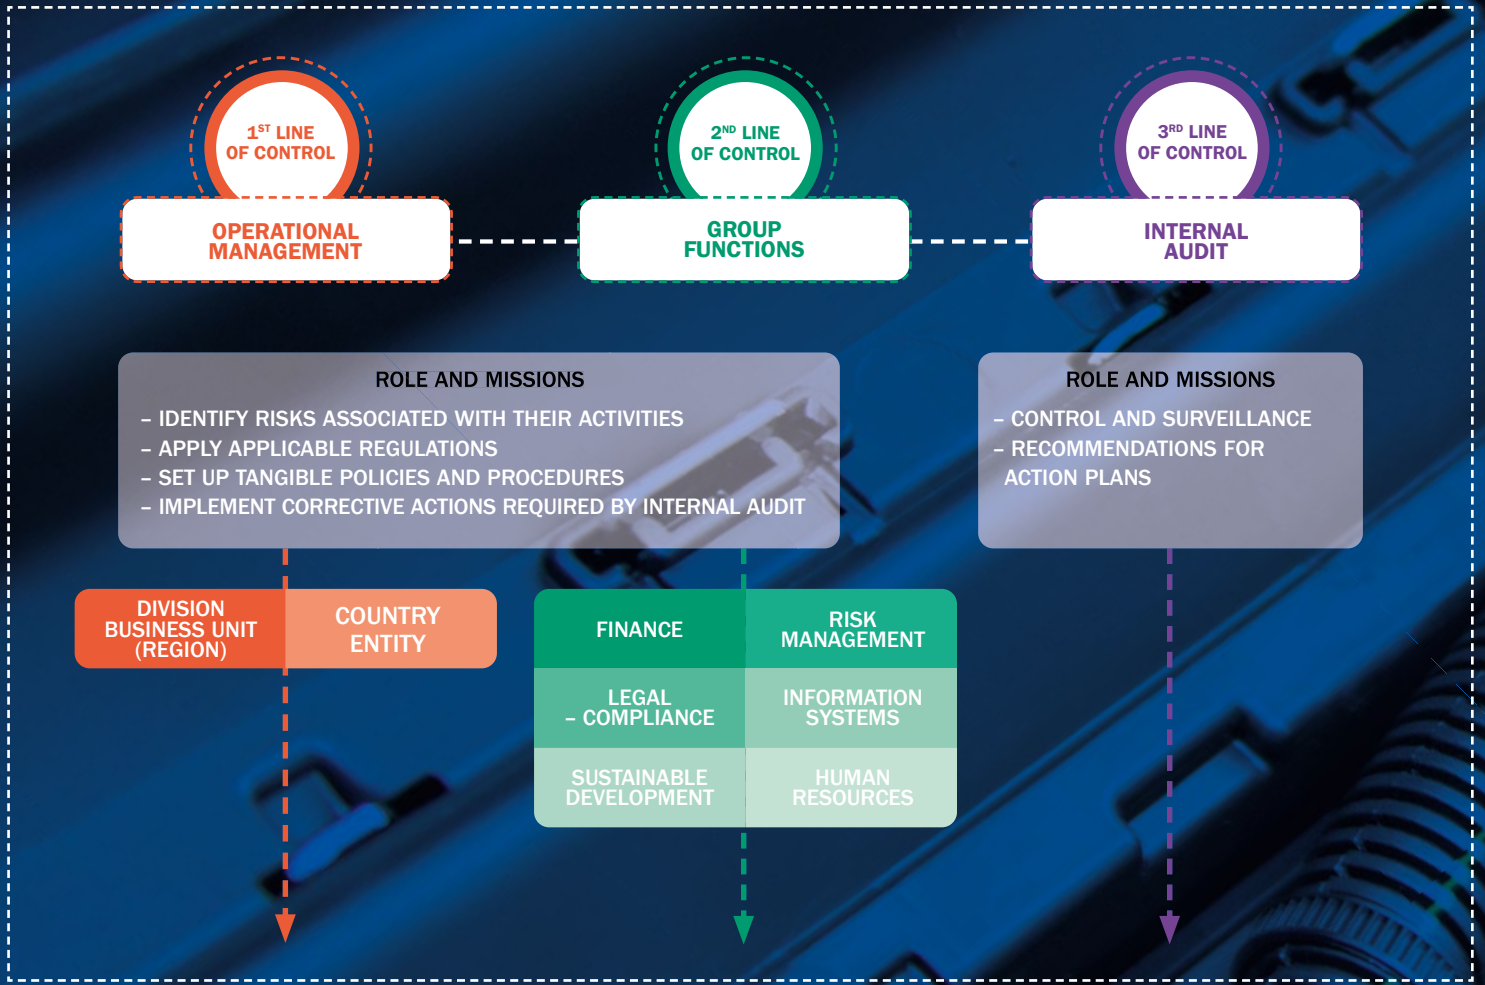 1ST LINE
OF CONTROL
OPERATIONAL
MANAGEMENT
2ND LINE
OF CONTROL
GROUP
FUNCTIONS
3RD LINE
OF CONTROL
INTERNAL
AUDIT
ROLE AND MISSIONS
– IDENTIFY RISKS ASSOCIATED WITH THEIR ACTIVITIES
– APPLY APPLICABLE REGULATIONS
– SET UP TANGIBLE POLICIES AND PROCEDURES
– IMPLEMENT CORRECTIVE ACTIONS REQUIRED BY INTERNAL AUDIT
ROLE AND MISSIONS
– CONTROL AND SURVEILLANCE
– RECOMMENDATIONS FOR
ACTION PLANS
DIVISION
BUSINESS UNIT
(REGION)
COUNTRY
ENTITY
FINANCE
RISK
MANAGEMENT
LEGAL
– COMPLIANCE
INFORMATION
SYSTEMS
SUSTAINABLE
DEVELOPMENT
HUMAN
RESOURCES